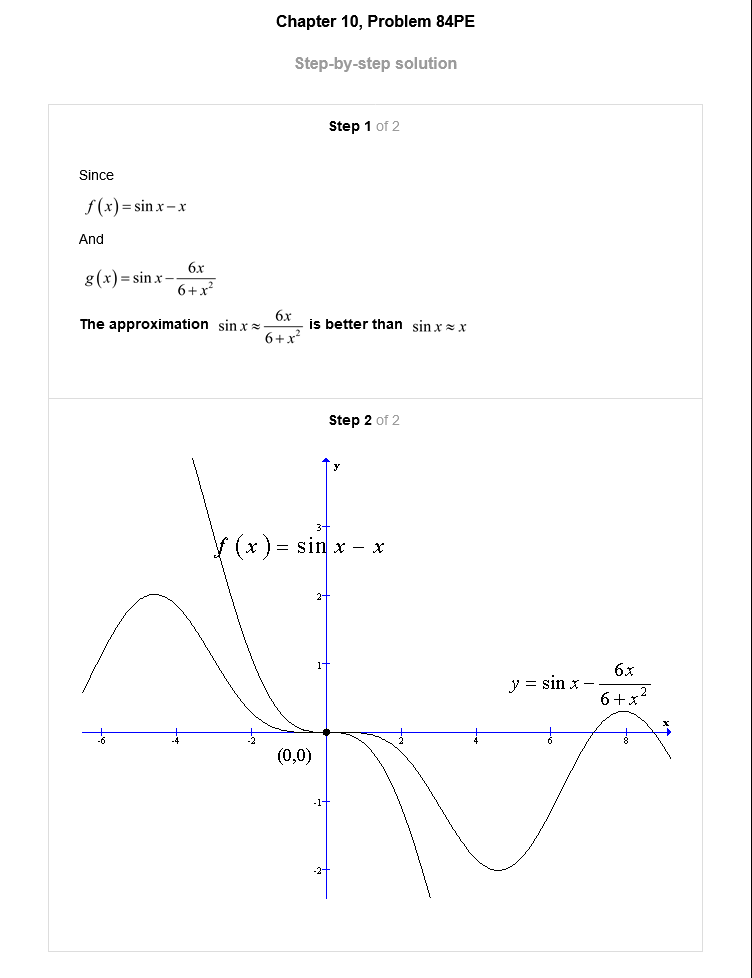 Chapter 10, Problem 84PE
Step-by-step solution
Step 1 of 2
Since
f(x) = sin x − x
And
g(x) = sin x − 6x/(6 + x²)
The approximation sin x ≈ 6x/(6 + x²) is better than sin x ≈ x
Step 2 of 2
y
3
f(x) = sin x − x
2
1
y = sin x − 6x/(6 + x²)
x
-6 -4 -2 2 4 6 8
(0,0)
-1
-2